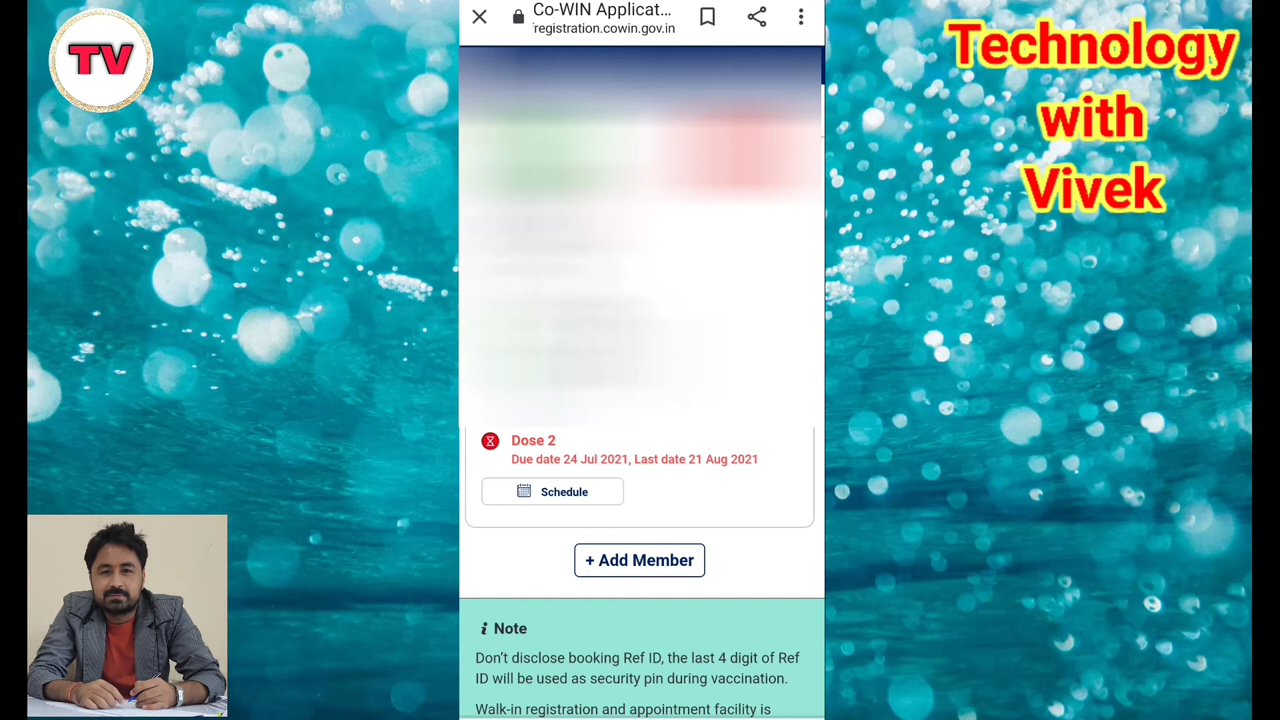 TV
Co-WIN Applicat...
registration.cowin.gov.in
Technology
with
Vivek
Dose 2
Due date 24 Jul 2021, Last date 21 Aug 2021
Schedule
+ Add Member
i Note
Don't disclose booking Ref ID, the last 4 digit of Ref
ID will be used as security pin during vaccination.
Walk-in registration and appointment facility is